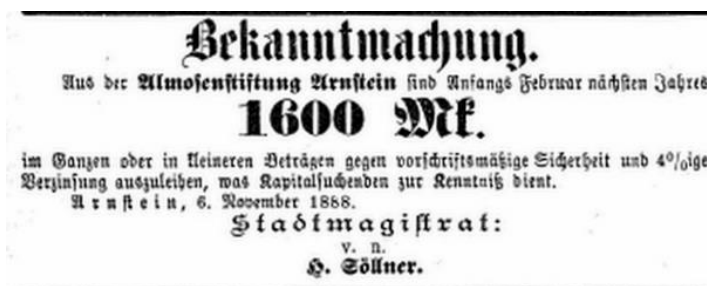 Bekanntmachung.
Aus der Almosenstiftung Arnstein sind Anfangs Februar nächsten Jahres
1600 Mk.
im Ganzen oder in kleineren Beträgen gegen vorschriftsmäßige Sicherheit und 4%ige
Verzinsung auszuleihen, was Kapitalsuchenden zur Kenntniß dient.
Arnstein, 6. November 1888.
Stadtmagistrat:
v. n.
H. Söllner.